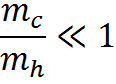 m_c/m_h ≪ 1